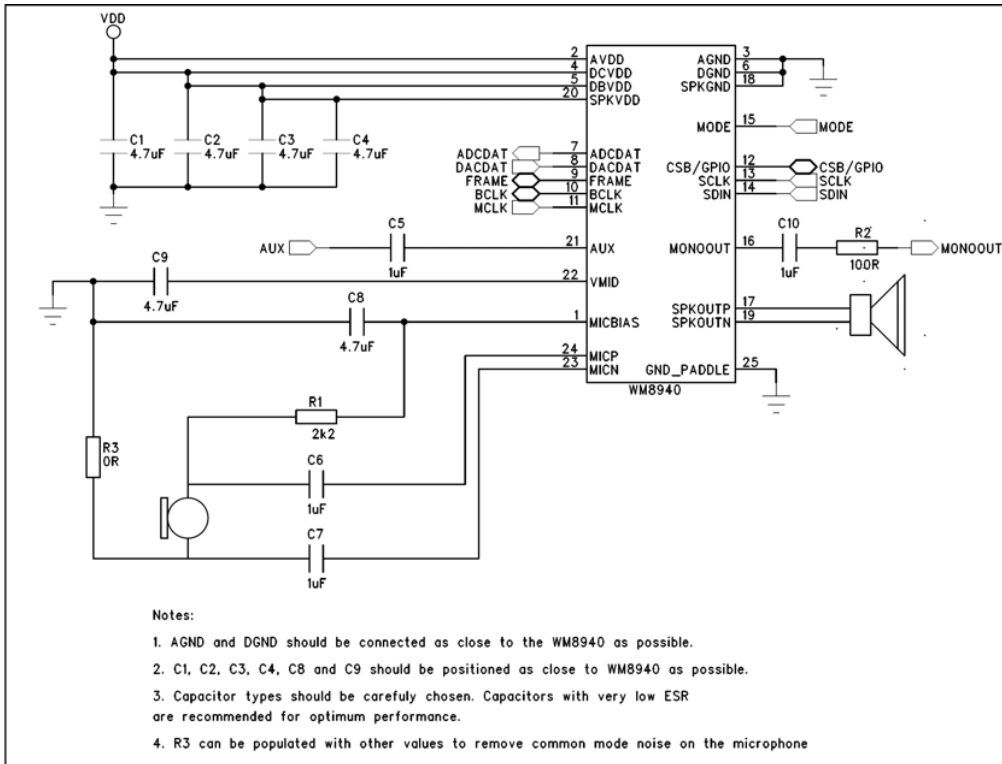 VDD
2 AVDD AGND 3
4 DCVDD DGND 6
5 DBVDD SPKGND 18
20 SPKVDD
C1 4.7uF
C2 4.7uF
C3 4.7uF
C4 4.7uF
MODE 15 MODE
ADCDAT 7 ADCDAT
DACDAT 8 DACDAT
FRAME 9 FRAME
BCLK 10 BCLK
MCLK 11 MCLK
CSB/GPIO 12 CSB/GPIO
SCLK 13 SCLK
SDIN 14 SDIN
AUX C5 1uF 21 AUX
MONOOUT 16 C10 1uF R2 100R MONOOUT
C9 4.7uF 22 VMID
C8 4.7uF 1 MICBIAS
SPKOUTP 17
SPKOUTN 19
24 MICP
23 MICN
GND_PADDLE 25
WM8940
R1 2k2
R3 0R
C6 1uF
C7 1uF
Notes:
1. AGND and DGND should be connected as close to the WM8940 as possible.
2. C1, C2, C3, C4, C8 and C9 should be positioned as close to WM8940 as possible.
3. Capacitor types should be carefuly chosen. Capacitors with very low ESR
are recommended for optimum performance.
4. R3 can be populated with other values to remove common mode noise on the microphone